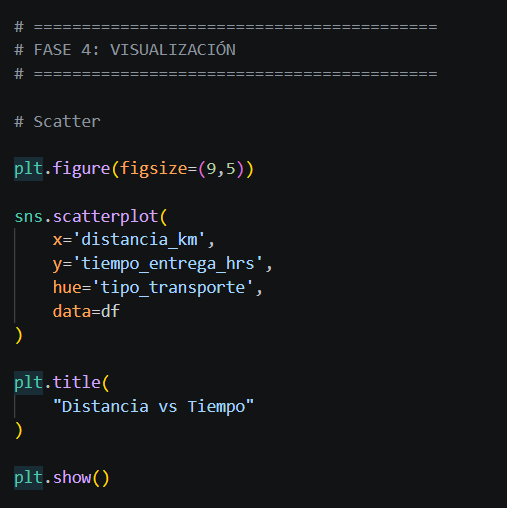 # ========================================
# FASE 4: VISUALIZACIÓN
# ========================================
# Scatter
plt.figure(figsize=(9,5))
sns.scatterplot(
    x='distancia_km',
    y='tiempo_entrega_hrs',
    hue='tipo_transporte',
    data=df
)
plt.title(
    "Distancia vs Tiempo"
)
plt.show()